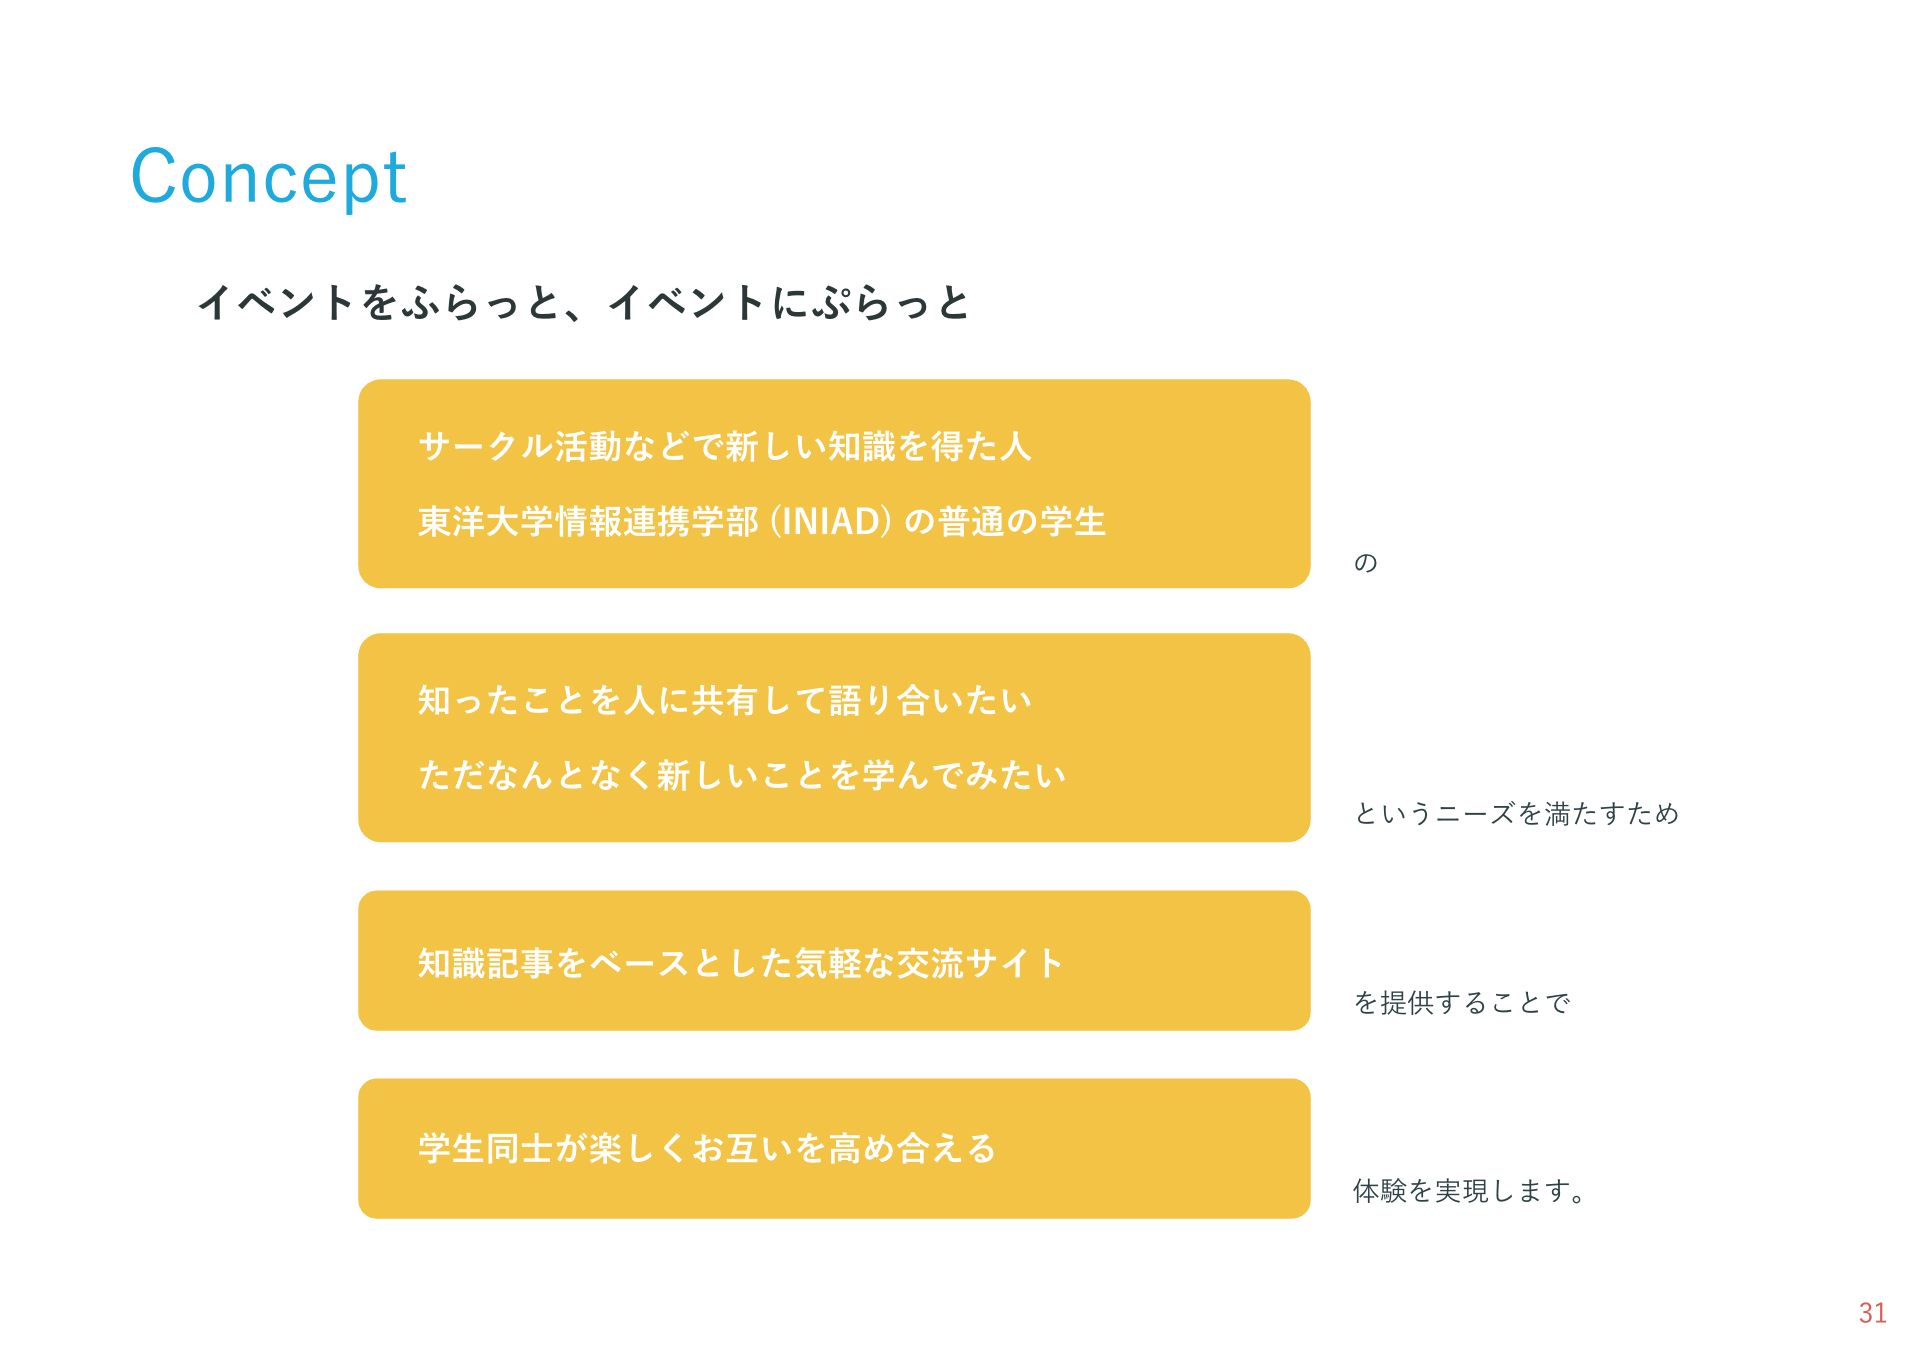 Concept
イベントをふらっと、イベントにぷらっと
サークル活動などで新しい知識を得た人
東洋大学情報連携学部（INIAD）の普通の学生
の
知ったことを人に共有して語り合いたい
ただなんとなく新しいことを学んでみたい
というニーズを満たすため
知識記事をベースとした気軽な交流サイト
を提供することで
学生同士が楽しくお互いを高め合える
体験を実現します。
31